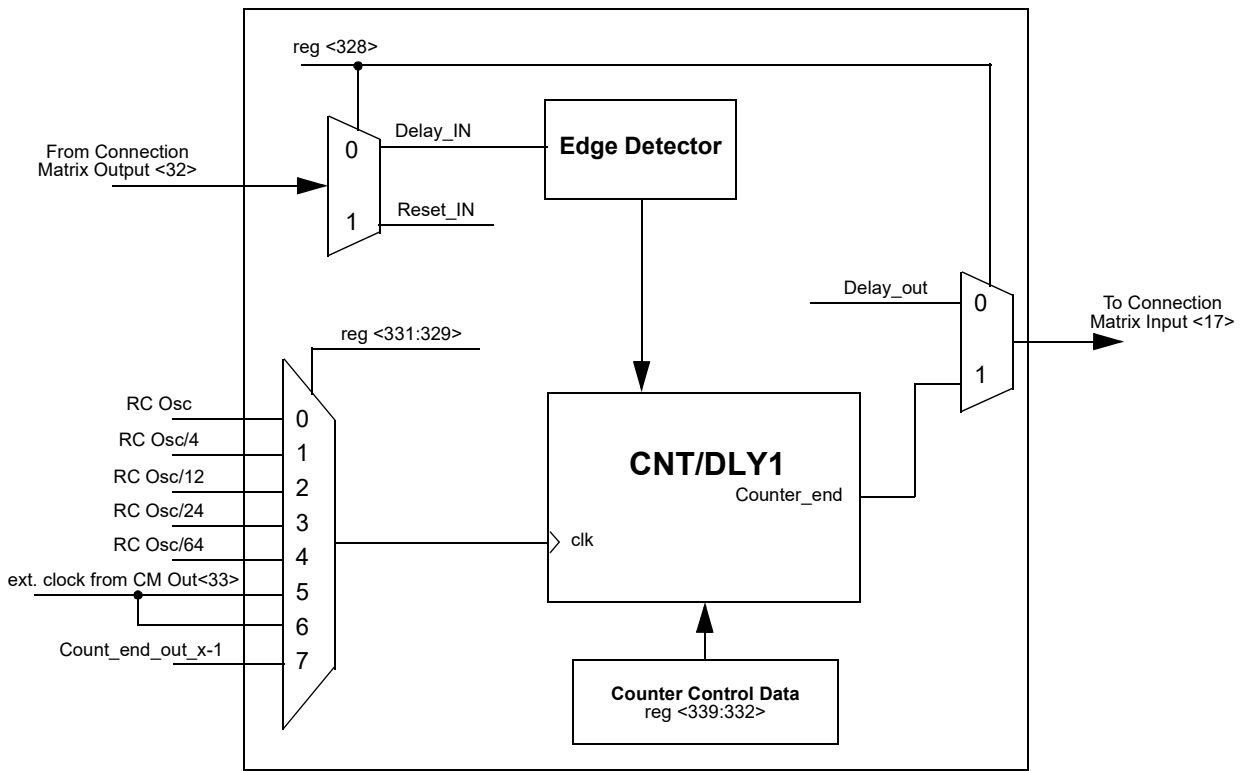 reg <328>
From Connection
Matrix Output <32>
0
1
Delay_IN
Reset_IN
Edge Detector
Delay_out
0
1
To Connection
Matrix Input <17>
reg <331:329>
RC Osc
RC Osc/4
RC Osc/12
RC Osc/24
RC Osc/64
ext. clock from CM Out<33>
Count_end_out_x-1
0
1
2
3
4
5
6
7
CNT/DLY1
Counter_end
clk
Counter Control Data
reg <339:332>